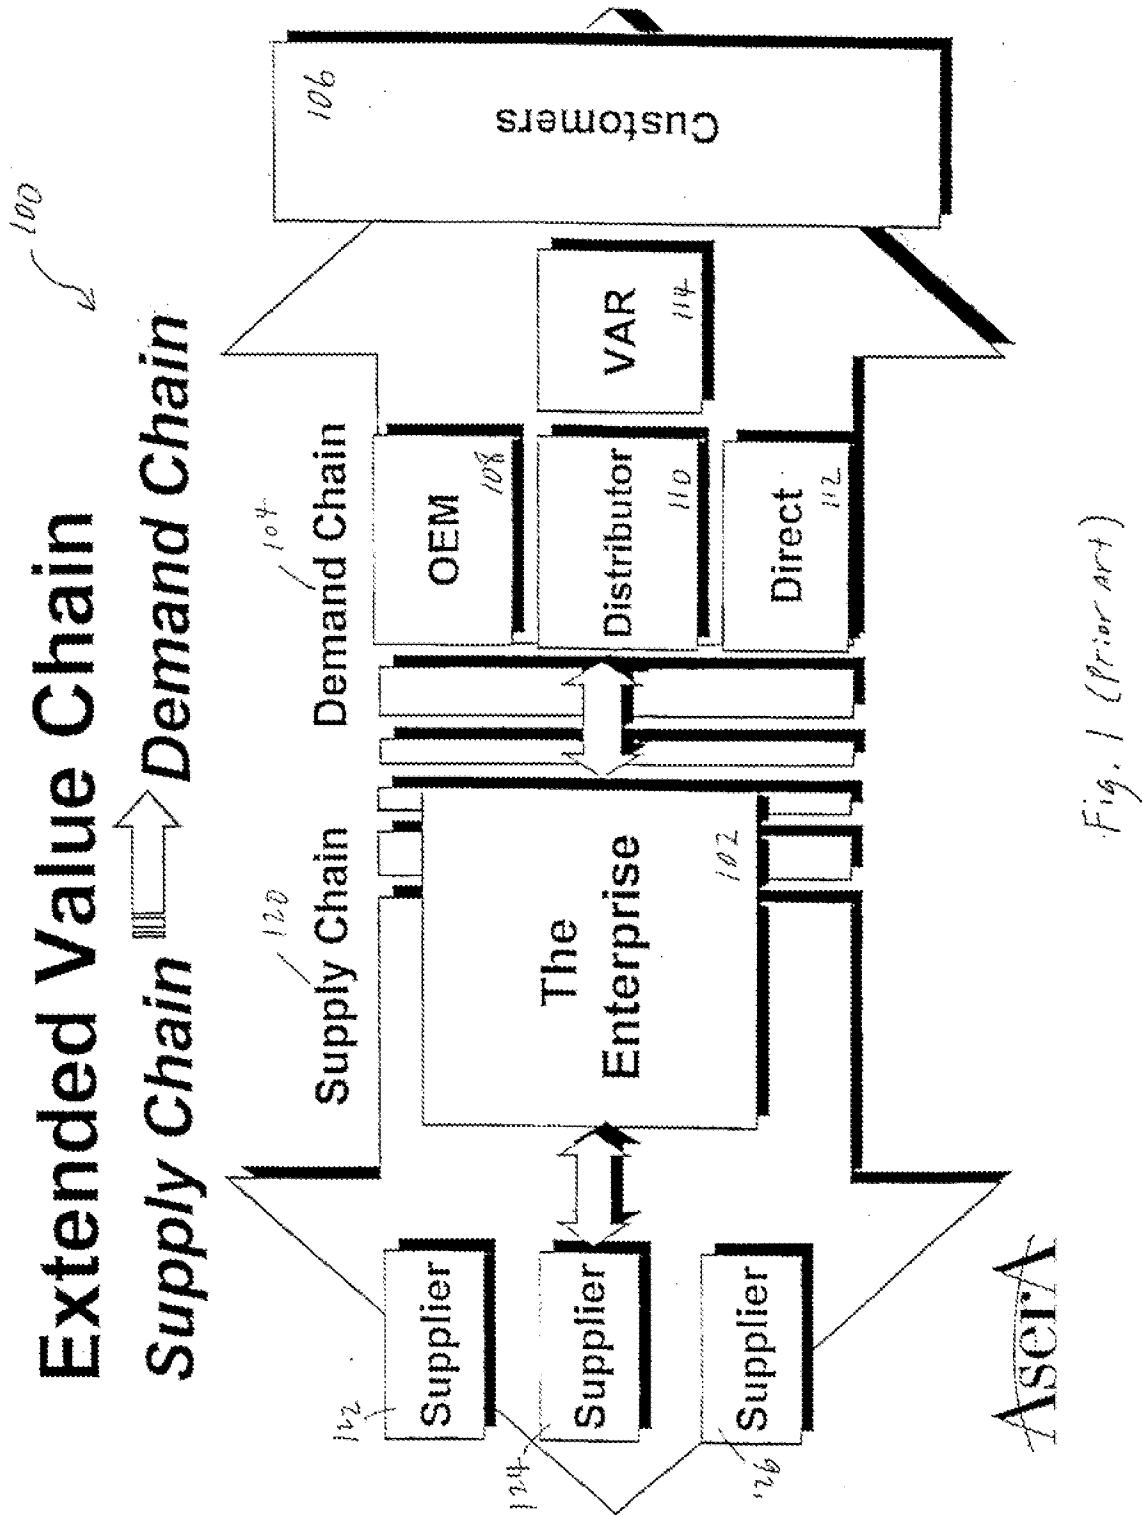 Extended Value Chain
Supply Chain Demand Chain
100
120
Supply Chain
104
Demand Chain
122
Supplier
124
Supplier
126
Supplier
The
Enterprise
102
OEM
108
Distributor
110
Direct
112
VAR
114
106
Customers
AserA
Fig. 1 (Prior Art)